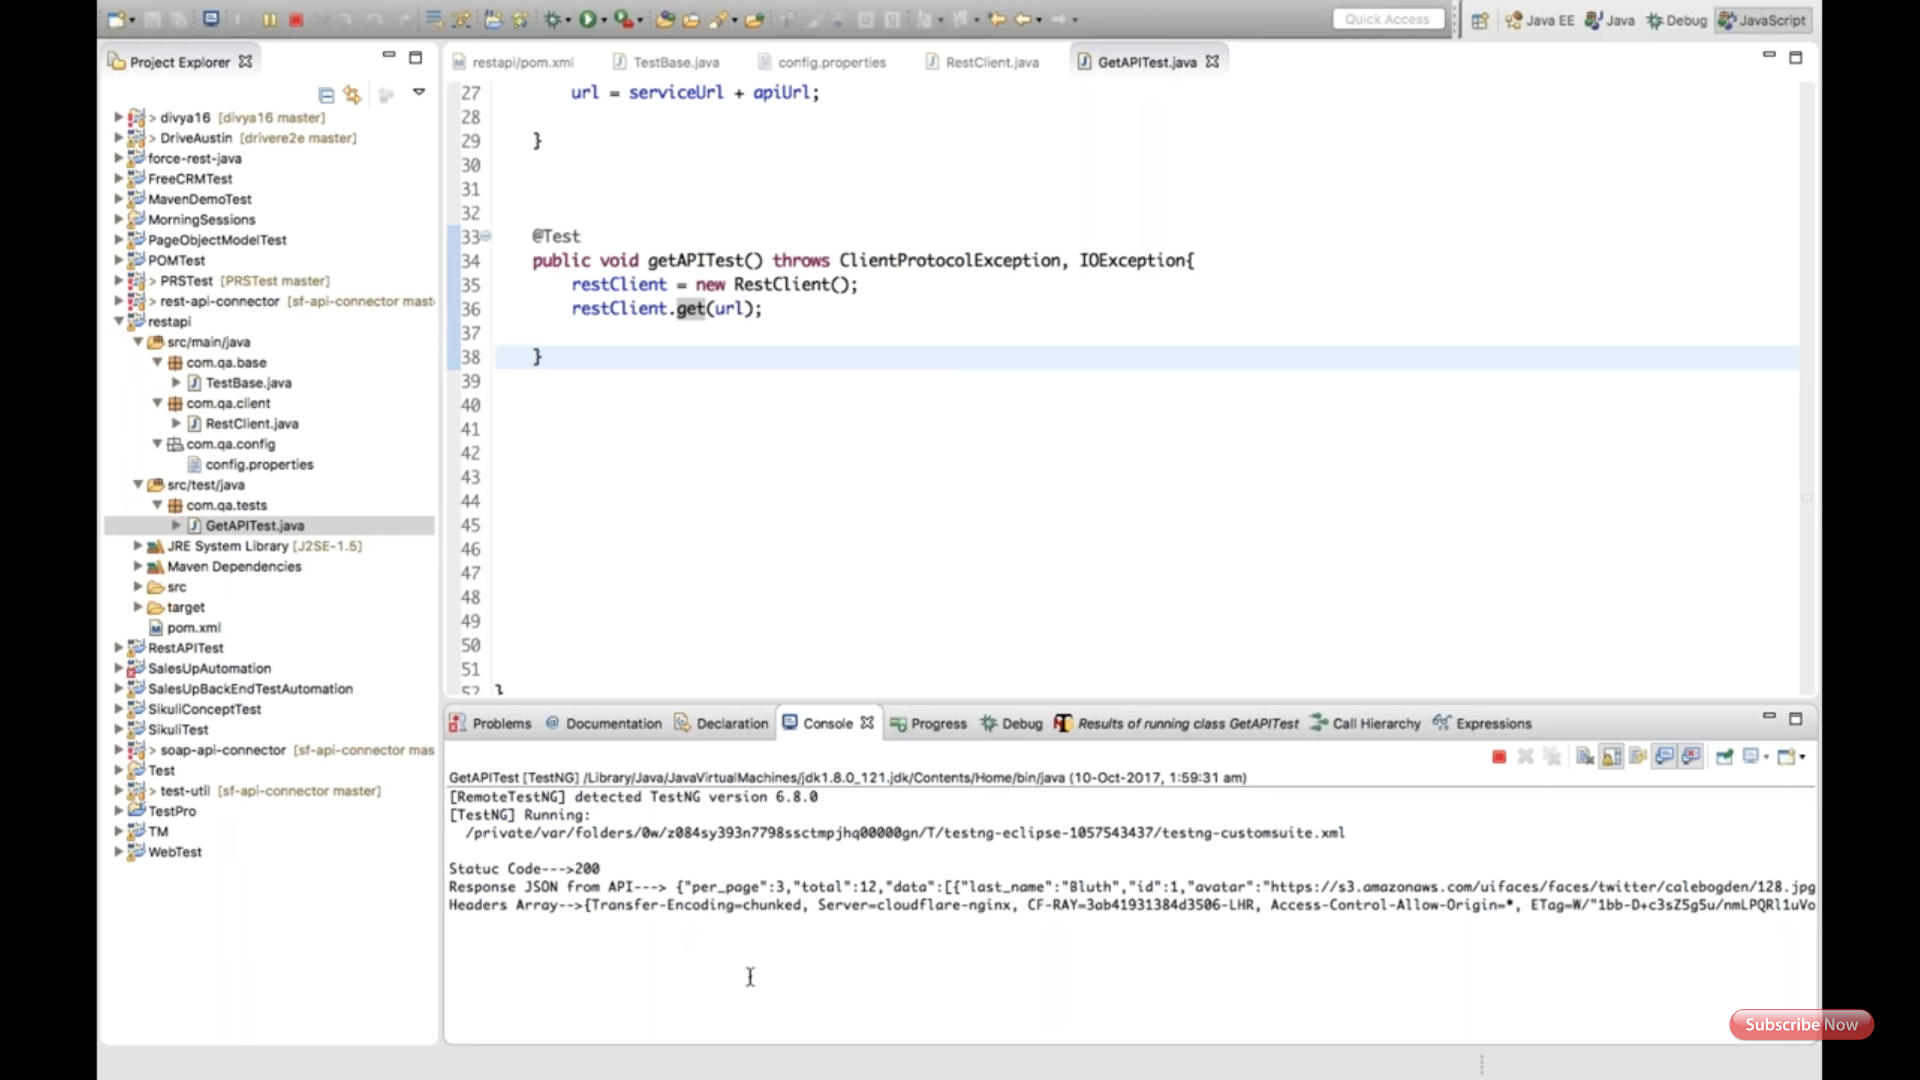 Quick Access
Java EE
Java
Debug
JavaScript
Project Explorer
restapi/pom.xml
TestBase.java
config.properties
RestClient.java
GetAPITest.java
> divya16 [divya16 master]
> DriveAustin [drivere2e master]
force-rest-java
FreeCRMTest
MavenDemoTest
MorningSessions
PageObjectModelTest
POMTest
> PRSTest [PRSTest master]
> rest-api-connector [sf-api-connector mast
restapi
src/main/java
com.qa.base
TestBase.java
com.qa.client
RestClient.java
com.qa.config
config.properties
src/test/java
com.qa.tests
GetAPITest.java
JRE System Library [J2SE-1.5]
Maven Dependencies
src
target
pom.xml
RestAPITest
SalesUpAutomation
SalesUpBackEndTestAutomation
SikuliConceptTest
SikuliTest
> soap-api-connector [sf-api-connector mas
Test
> test-util [sf-api-connector master]
TestPro
TM
WebTest
27 url = serviceUrl + apiUrl;
28
29 }
30
31
32
33 @Test
34 public void getAPITest() throws ClientProtocolException, IOException{
35 restClient = new RestClient();
36 restClient.get(url);
37
38 }
39
40
41
42
43
44
45
46
47
48
49
50
51
52 }
Problems
@ Documentation
Declaration
Console
Progress
Debug
Results of running class GetAPITest
Call Hierarchy
Expressions
GetAPITest [TestNG] /Library/Java/JavaVirtualMachines/jdk1.8.0_121.jdk/Contents/Home/bin/java (10-Oct-2017, 1:59:31 am)
[RemoteTestNG] detected TestNG version 6.8.0
[TestNG] Running:
/private/var/folders/0w/z084sy393n7798ssctmpjhq00000gn/T/testng-eclipse-1057543437/testng-customsuite.xml
Statuc Code--->200
Response JSON from API---> {"per_page":3,"total":12,"data":[{"last_name":"Bluth","id":1,"avatar":"https://s3.amazonaws.com/uifaces/faces/twitter/calebogden/128.jpg
Headers Array-->{Transfer-Encoding=chunked, Server=cloudflare-nginx, CF-RAY=3ab41931384d3506-LHR, Access-Control-Allow-Origin=*, ETag=W/"1bb-D+c3sZ5g5u/nmLPQRl1uVo
Subscribe Now